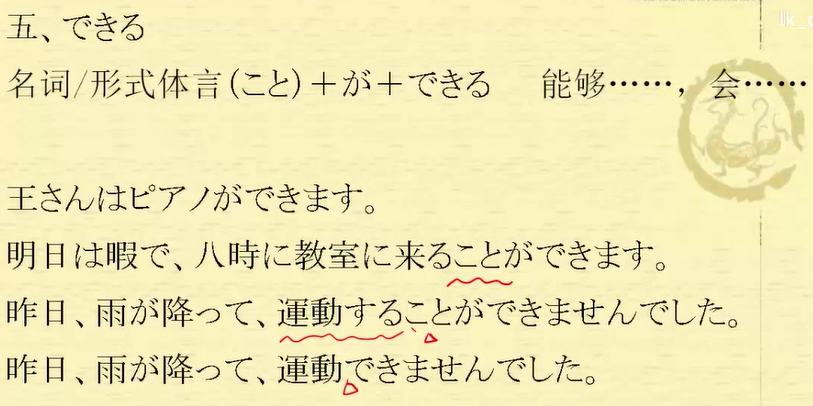 五、できる
名词/形式体言(こと)＋が＋できる 能够……，会……
王さんはピアノができます。
明日は暇で、八時に教室に来ることができます。
昨日、雨が降って、運動することができませんでした。
昨日、雨が降って、運動できませんでした。